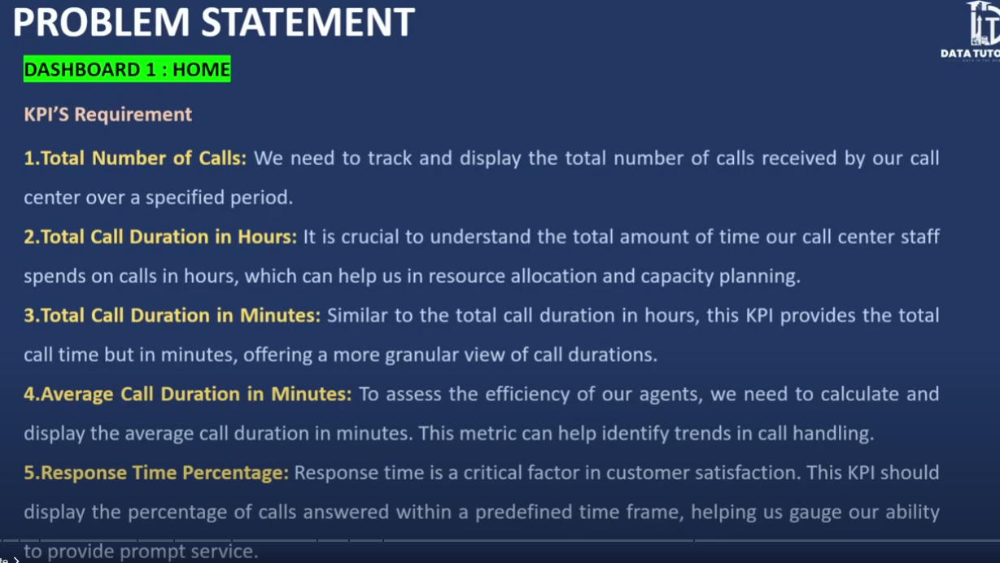 PROBLEM STATEMENT
DATA TUTO
DASHBOARD 1 : HOME
KPI’S Requirement
1.Total Number of Calls: We need to track and display the total number of calls received by our call
center over a specified period.
2.Total Call Duration in Hours: It is crucial to understand the total amount of time our call center staff
spends on calls in hours, which can help us in resource allocation and capacity planning.
3.Total Call Duration in Minutes: Similar to the total call duration in hours, this KPI provides the total
call time but in minutes, offering a more granular view of call durations.
4.Average Call Duration in Minutes: To assess the efficiency of our agents, we need to calculate and
display the average call duration in minutes. This metric can help identify trends in call handling.
5.Response Time Percentage: Response time is a critical factor in customer satisfaction. This KPI should
display the percentage of calls answered within a predefined time frame, helping us gauge our ability
to provide prompt service.